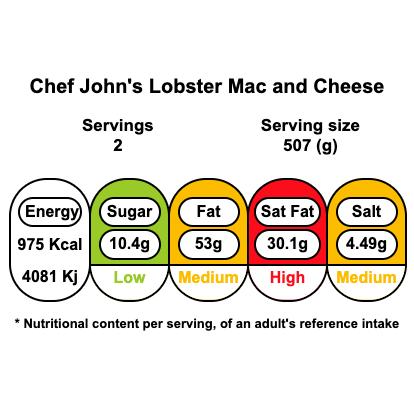 Chef John's Lobster Mac and Cheese
Servings
2
Serving size
507 (g)
Energy
975 Kcal
4081 Kj
Sugar
10.4g
Low
Fat
53g
Medium
Sat Fat
30.1g
High
Salt
4.49g
Medium
* Nutritional content per serving, of an adult's reference intake